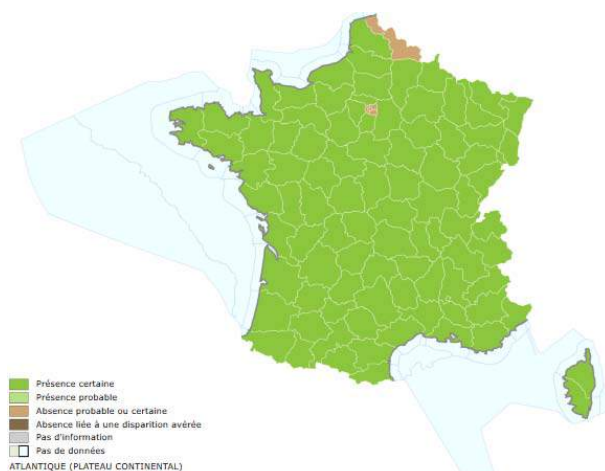 Présence certaine
Présence probable
Absence probable ou certaine
Absence liée à une disparition avérée
Pas d'information
Pas de données
ATLANTIQUE (PLATEAU CONTINENTAL)